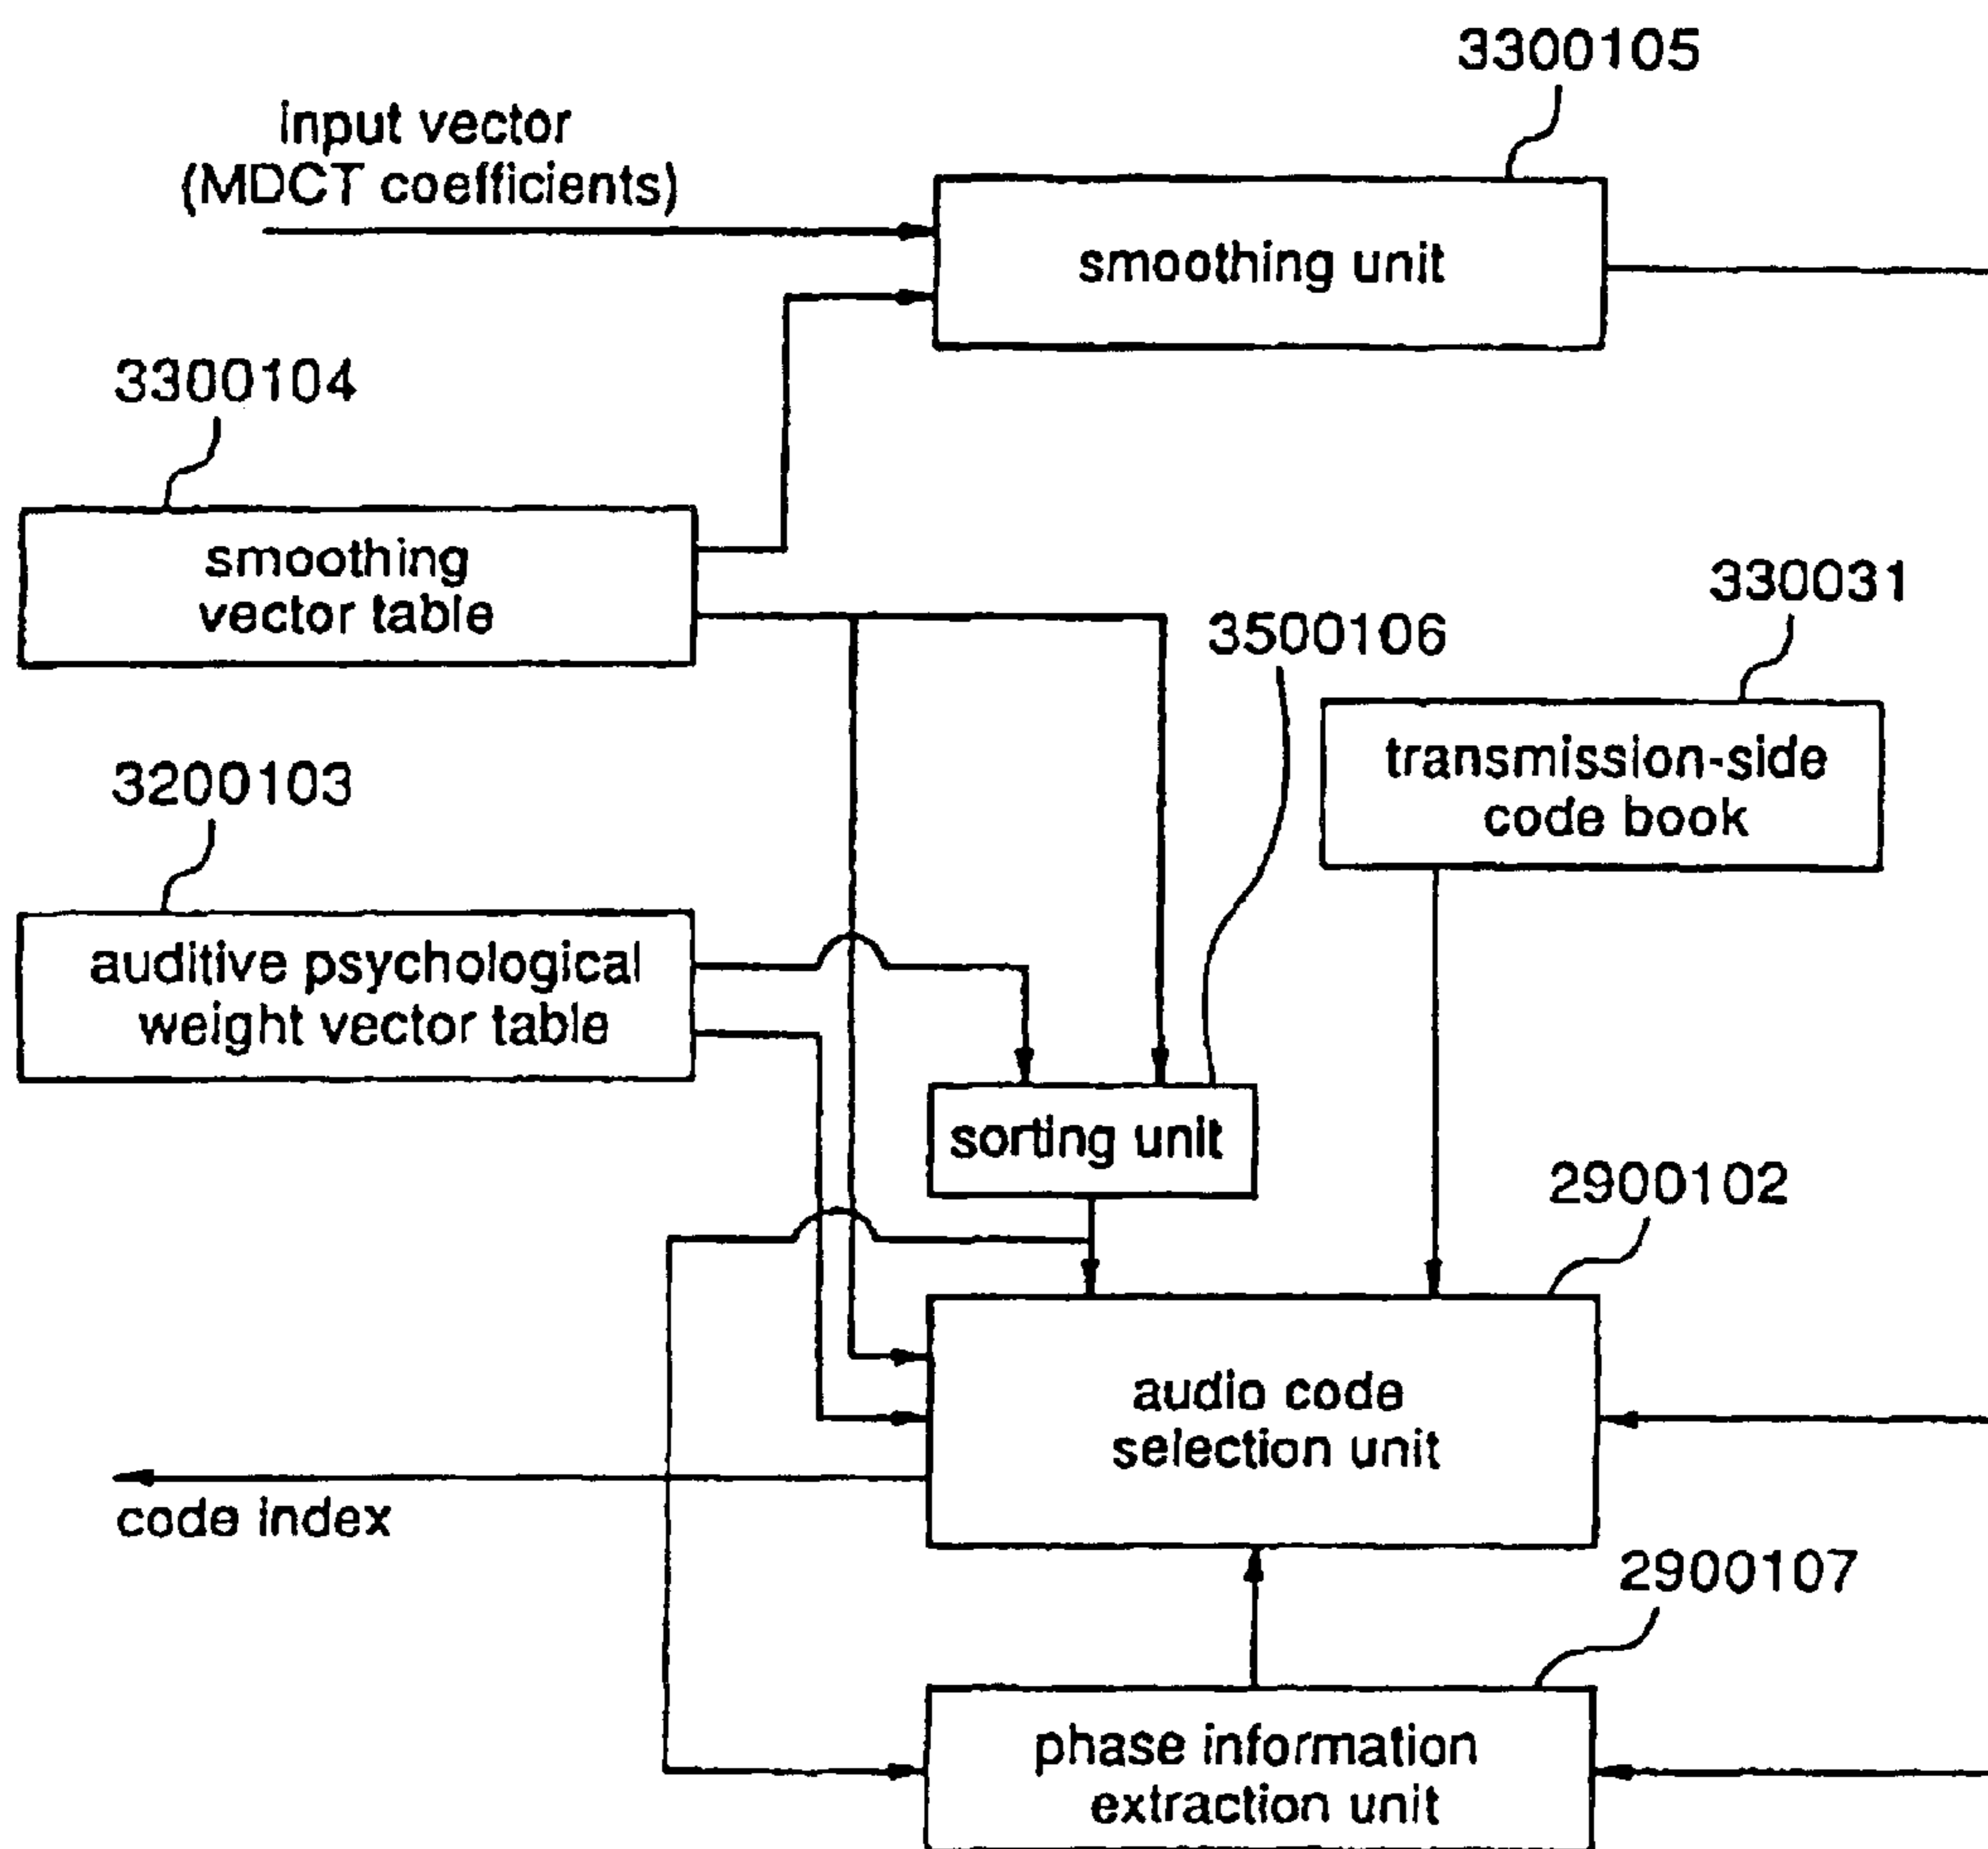 3300105
input vector
(MDCT coefficients)
smoothing unit
3300104
smoothing
vector table
330031
3500106
transmission-side
code book
3200103
auditive psychological
weight vector table
sorting unit
2900102
audio code
selection unit
code index
2900107
phase information
extraction unit